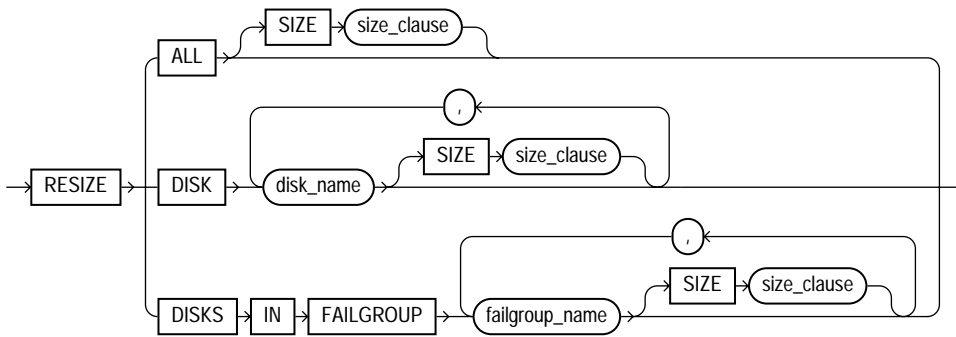 SIZE size_clause
ALL
,
SIZE size_clause
RESIZE DISK disk_name
,
SIZE size_clause
DISKS IN FAILGROUP failgroup_name